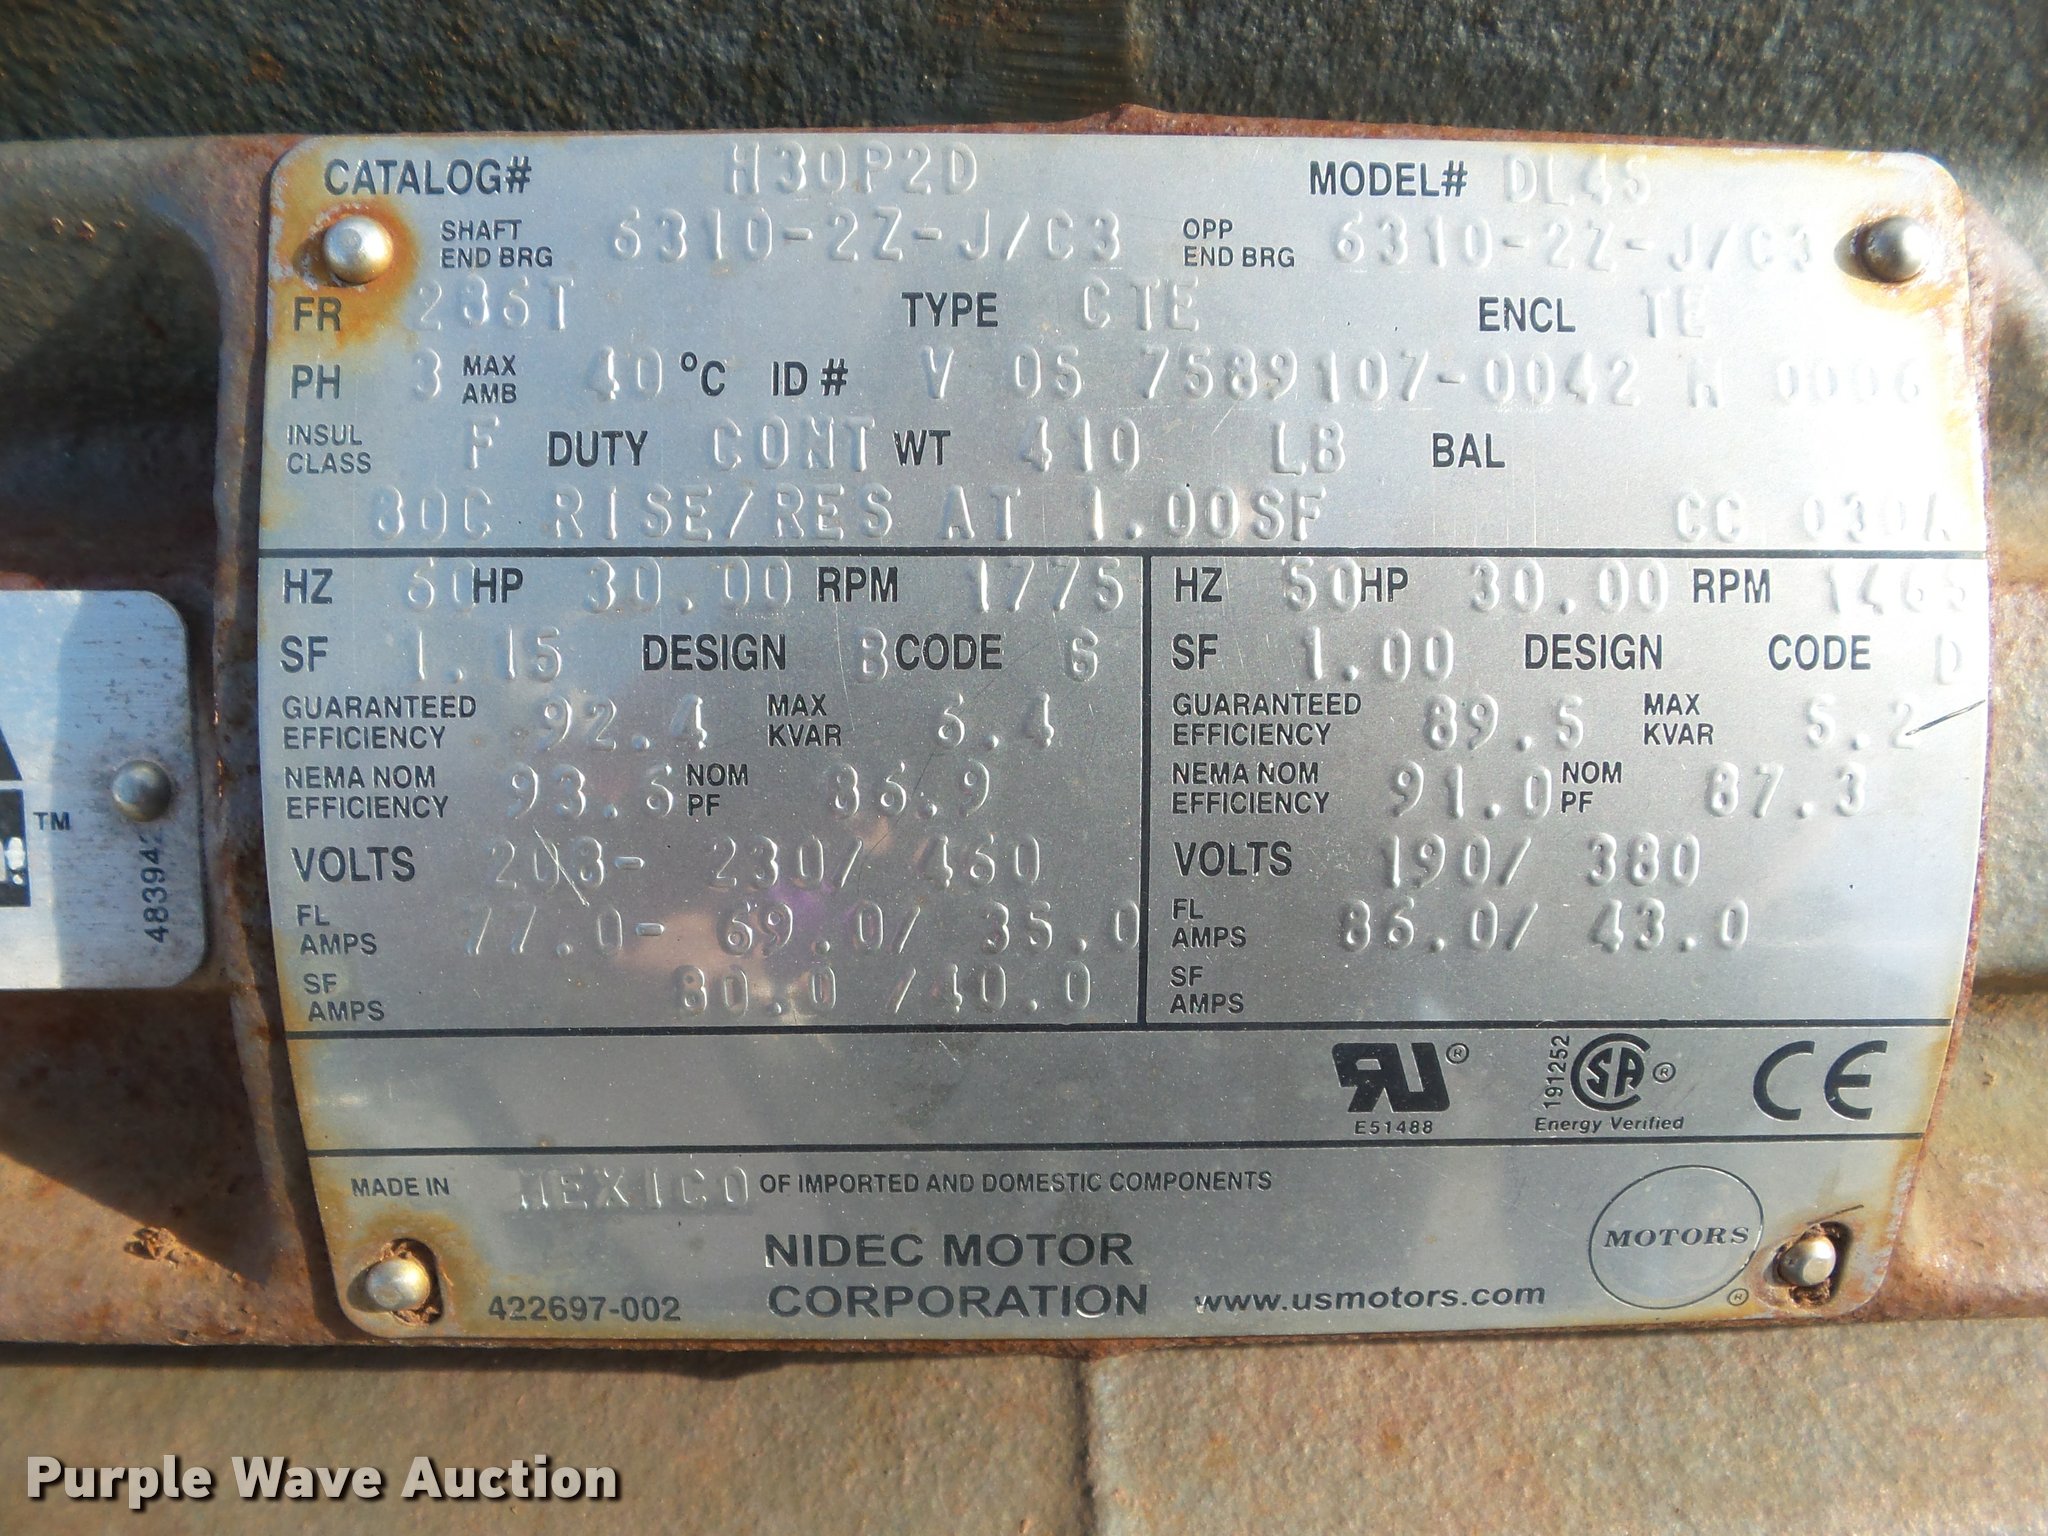 CATALOG# H30P2D MODEL# DL4S
SHAFT END BRG 6310-2Z-J/C3 OPP END BRG 6310-2Z-J/C3
FR 286T TYPE CTE ENCL TE
PH 3 MAX AMB 40 °C ID # V 05 7589107-0042 0006
INSUL CLASS F DUTY CONT WT 410 LB BAL
80C RISE/RES AT 1.00SF CC 030A
HZ 60 HP 30.00 RPM 1775
SF 1.15 DESIGN B CODE G
GUARANTEED EFFICIENCY 92.4 MAX KVAR 6.4
NEMA NOM EFFICIENCY 93.6 NOM PF 86.9
VOLTS 208- 230/ 460
FL AMPS 77.0- 69.0/ 35.0
SF AMPS 80.0 /40.0
HZ 50 HP 30.00 RPM 1465
SF 1.00 DESIGN CODE D
GUARANTEED EFFICIENCY 89.5 MAX KVAR 5.2
NEMA NOM EFFICIENCY 91.0 NOM PF 87.3
VOLTS 190/ 380
FL AMPS 86.0/ 43.0
SF AMPS
TM
E51488
191252
SA ®
Energy Verified
CE
MADE IN MEXICO OF IMPORTED AND DOMESTIC COMPONENTS
NIDEC MOTOR
CORPORATION
422697-002
www.usmotors.com
MOTORS ®
Purple Wave Auction